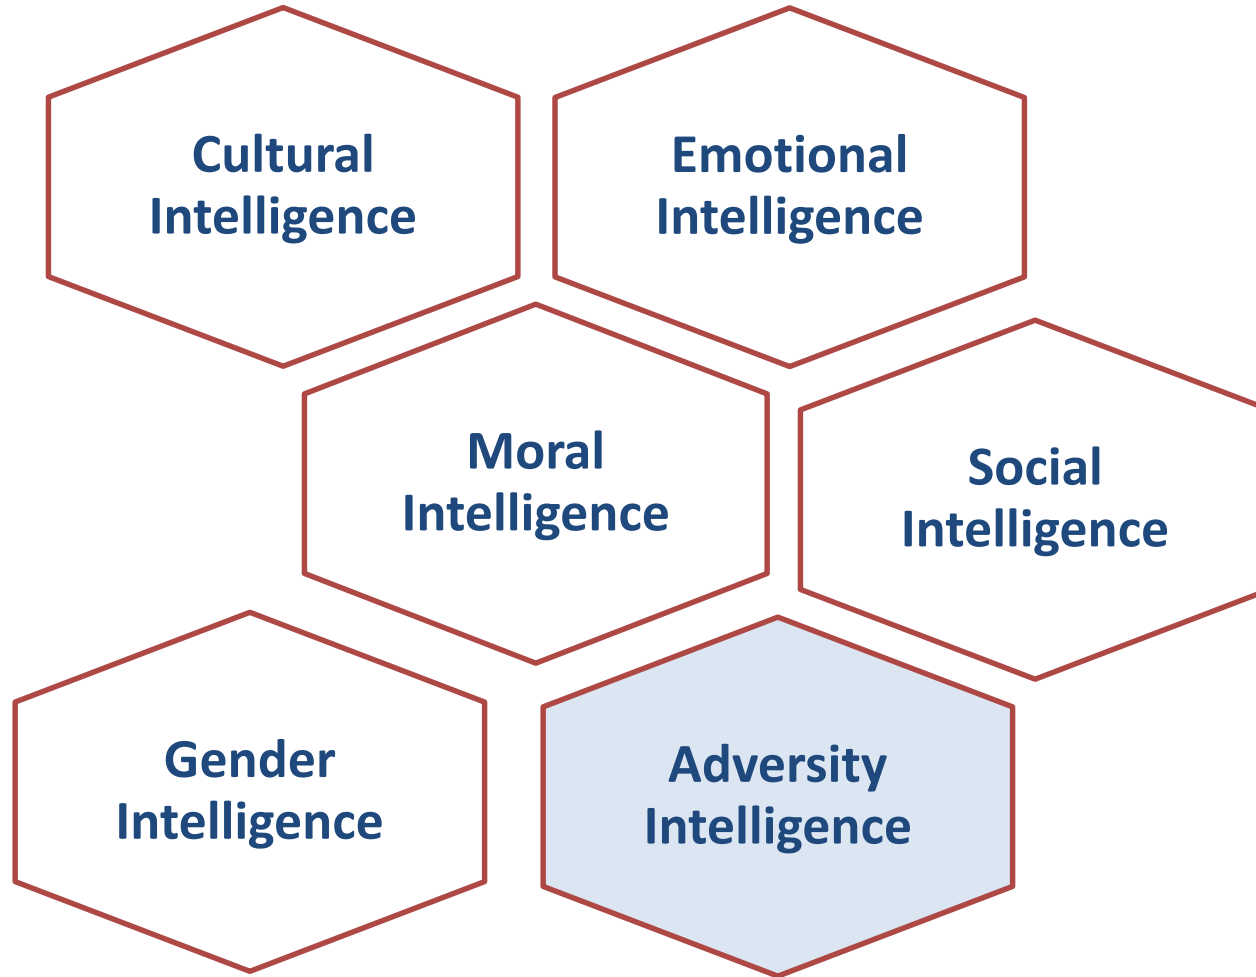 Cultural
Intelligence
Emotional
Intelligence
Moral
Intelligence
Social
Intelligence
Gender
Intelligence
Adversity
Intelligence